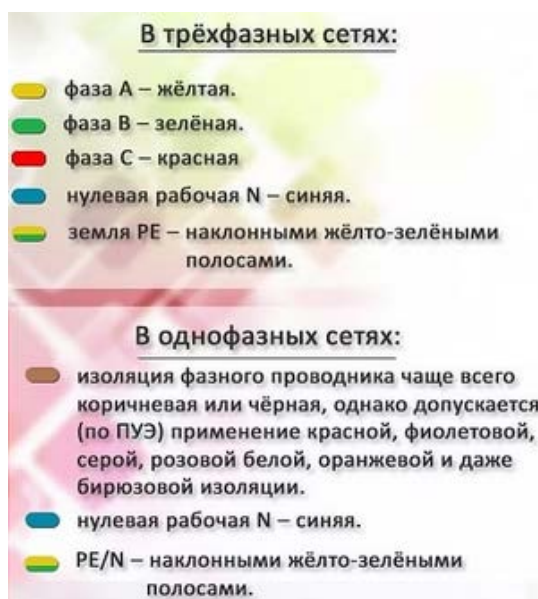 В трёхфазных сетях:
фаза А – жёлтая.
фаза В – зелёная.
фаза С – красная
нулевая рабочая N – синяя.
земля PE – наклонными жёлто-зелёными
полосами.
В однофазных сетях:
изоляция фазного проводника чаще всего
коричневая или чёрная, однако допускается
(по ПУЭ) применение красной, фиолетовой,
серой, розовой белой, оранжевой и даже
бирюзовой изоляции.
нулевая рабочая N – синяя.
PE/N – наклонными жёлто-зелёными
полосами.